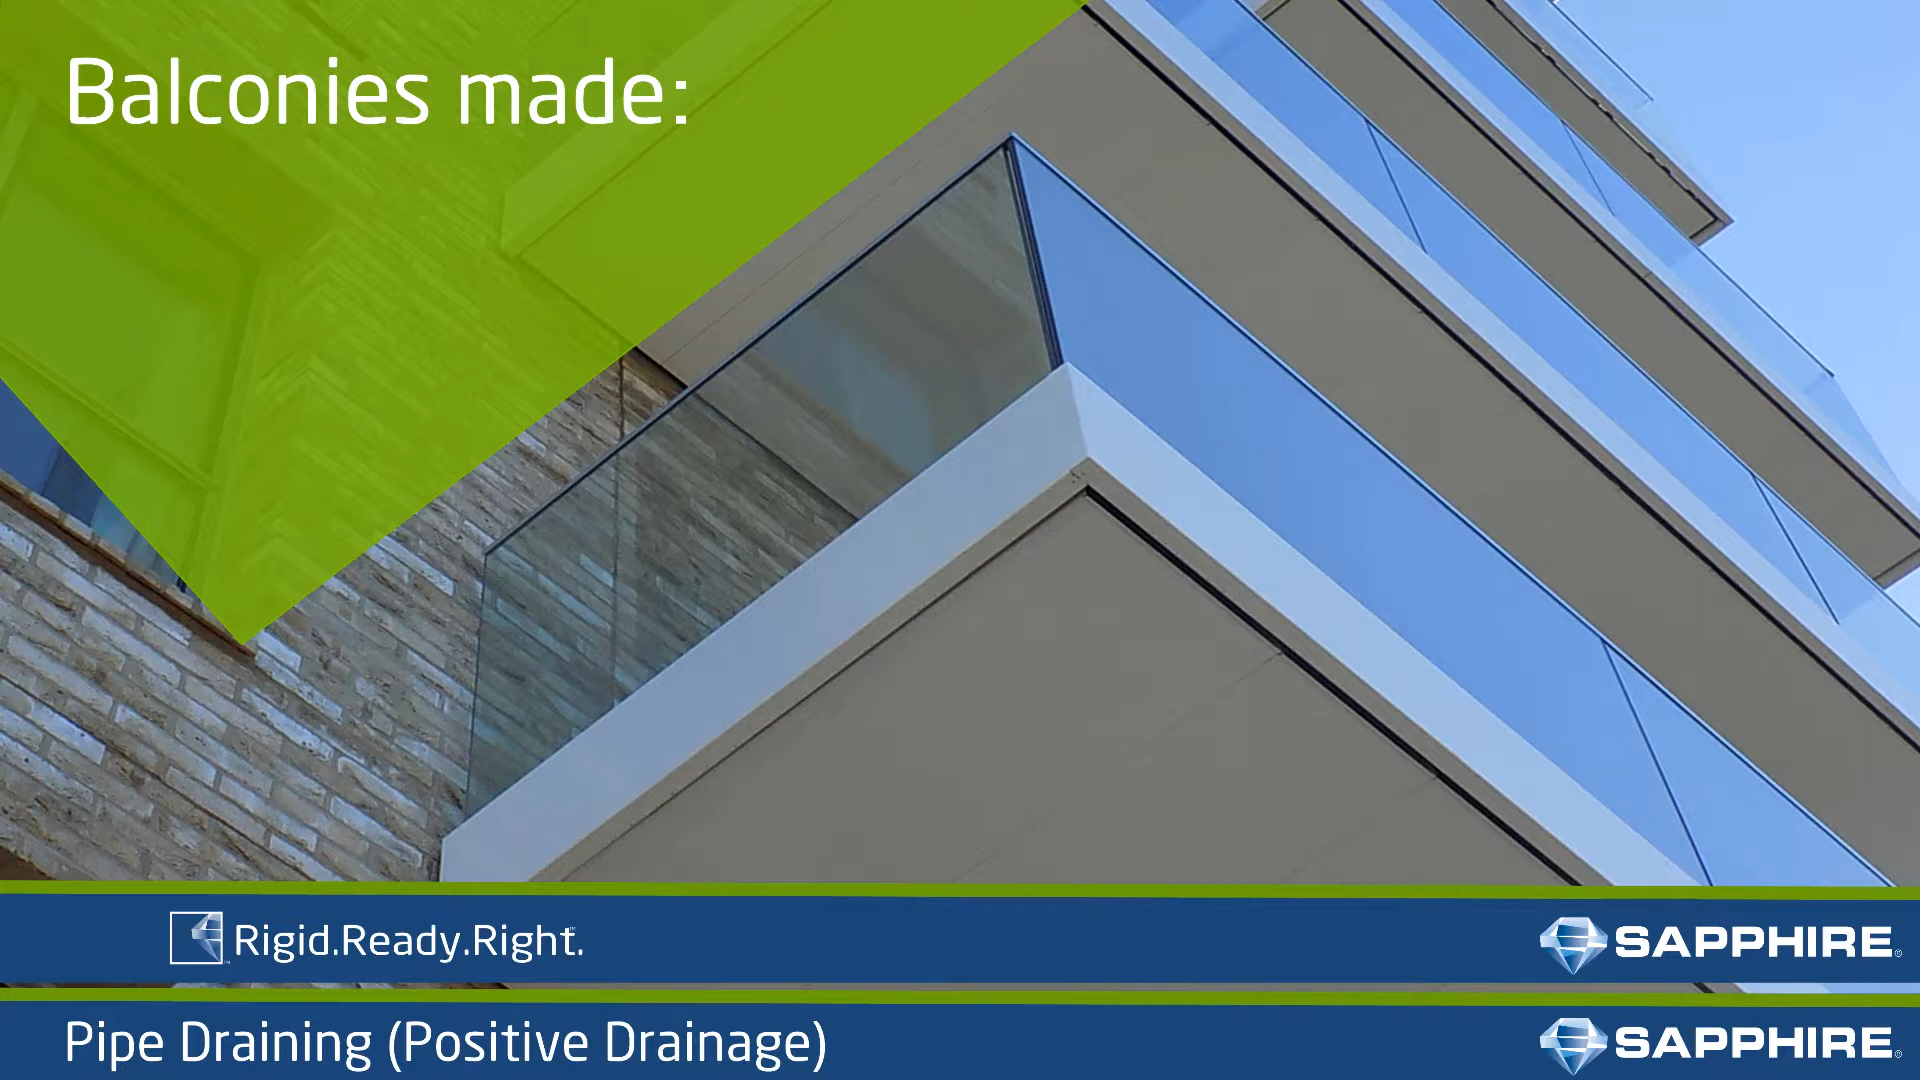 Balconies made:
Rigid.Ready.Right.
SAPPHIRE®
Pipe Draining (Positive Drainage)
SAPPHIRE®